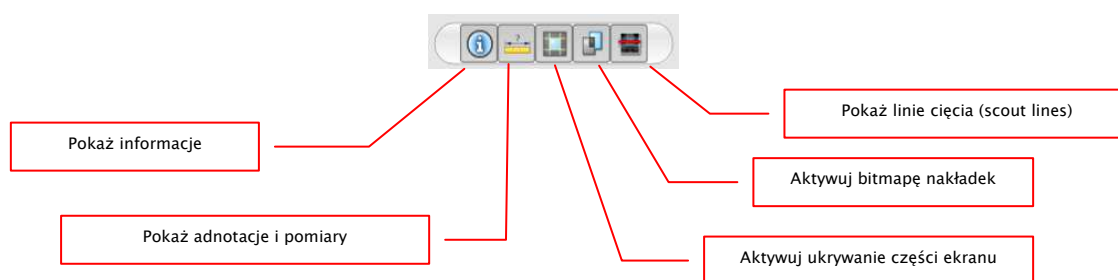 ?
Pokaż linie cięcia (scout lines)
Pokaż informacje
Aktywuj bitmapę nakładek
Pokaż adnotacje i pomiary
Aktywuj ukrywanie części ekranu